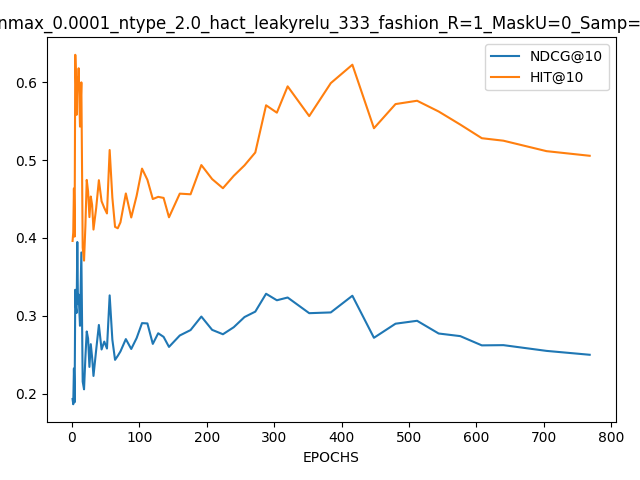 nmax_0.0001_ntype_2.0_hact_leakyrelu_333_fashion_R=1_MaskU=0_Samp=
NDCG@10
HIT@10
0.6
0.5
0.4
0.3
0.2
0 100 200 300 400 500 600 700 800
EPOCHS